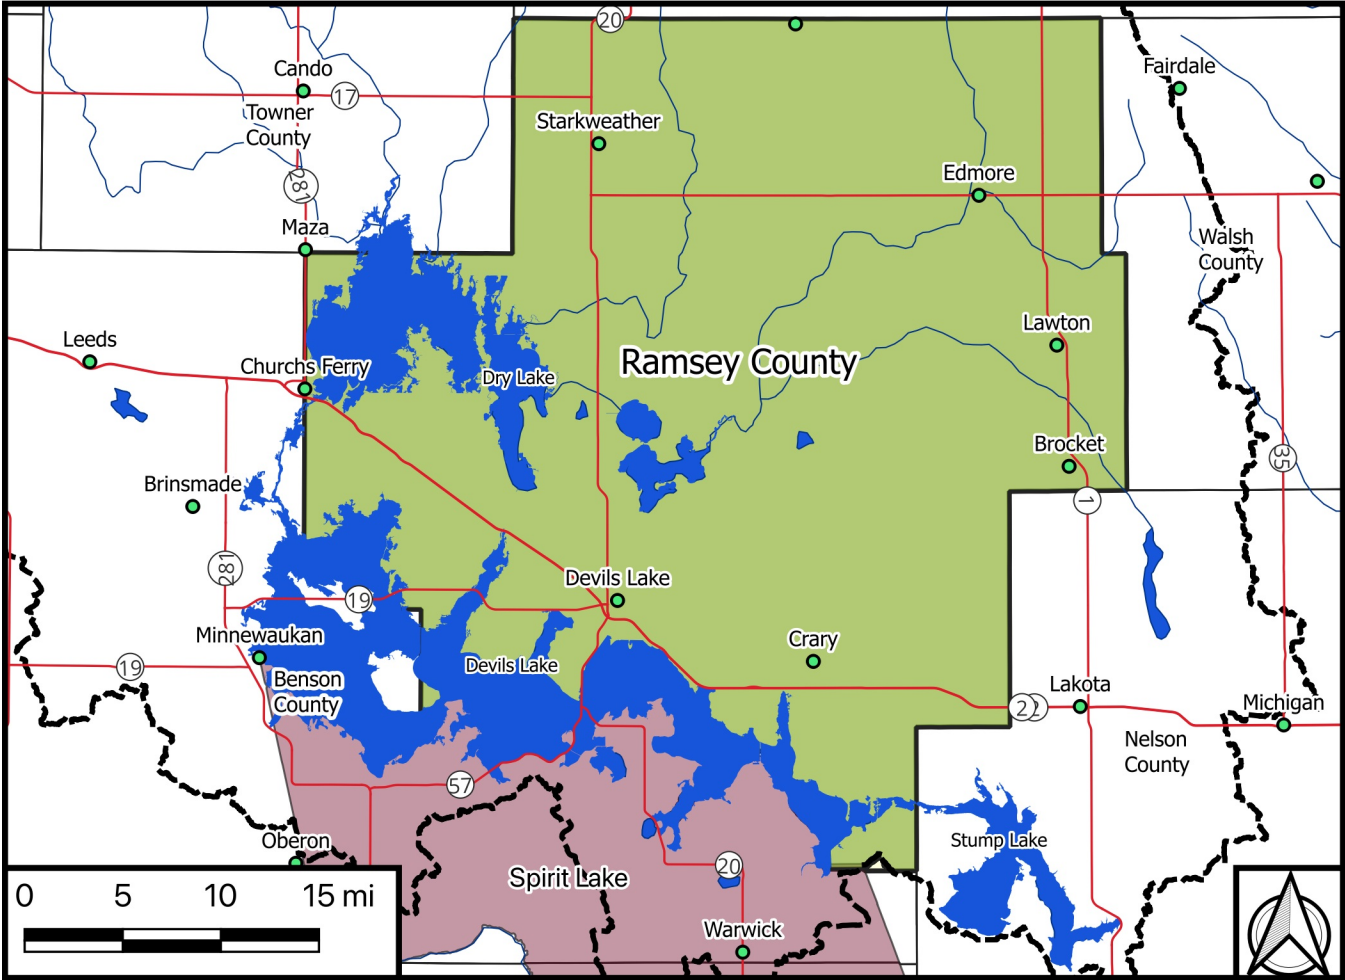 20
Fairdale
Cando
17
Towner
County
Starkweather
Edmore
281
Maza
Walsh
County
Lawton
Leeds
Churchs Ferry
Ramsey County
Dry Lake
Brocket
35
Brinsmade
1
281
Devils Lake
19
Minnewaukan
Crary
19
Devils Lake
Benson
County
Lakota
2
Michigan
Nelson
County
57
Oberon
Stump Lake
20
Spirit Lake
0 5 10 15 mi
Warwick